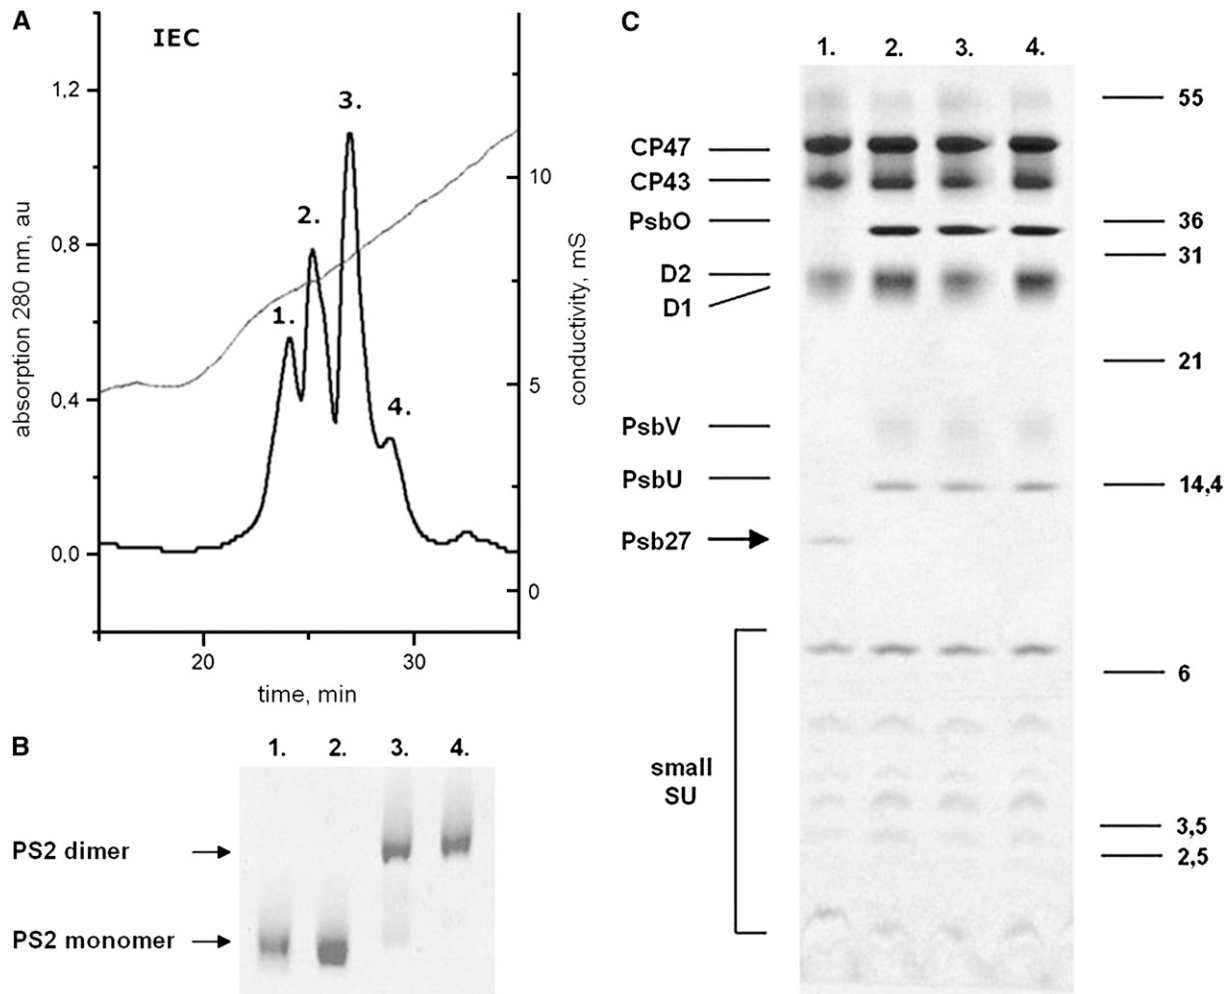 A
IEC
1,2
0.8
0.4
0.0
absorption 280 nm, au
1.
2.
3.
4.
10
5
0
conductivity, mS
20
30
time, min
B
1.
2.
3.
4.
PS2 dimer
PS2 monomer
C
1.
2.
3.
4.
CP47
CP43
PsbO
D2
D1
PsbV
PsbU
Psb27
small
SU
55
36
31
21
14,4
6
3,5
2,5